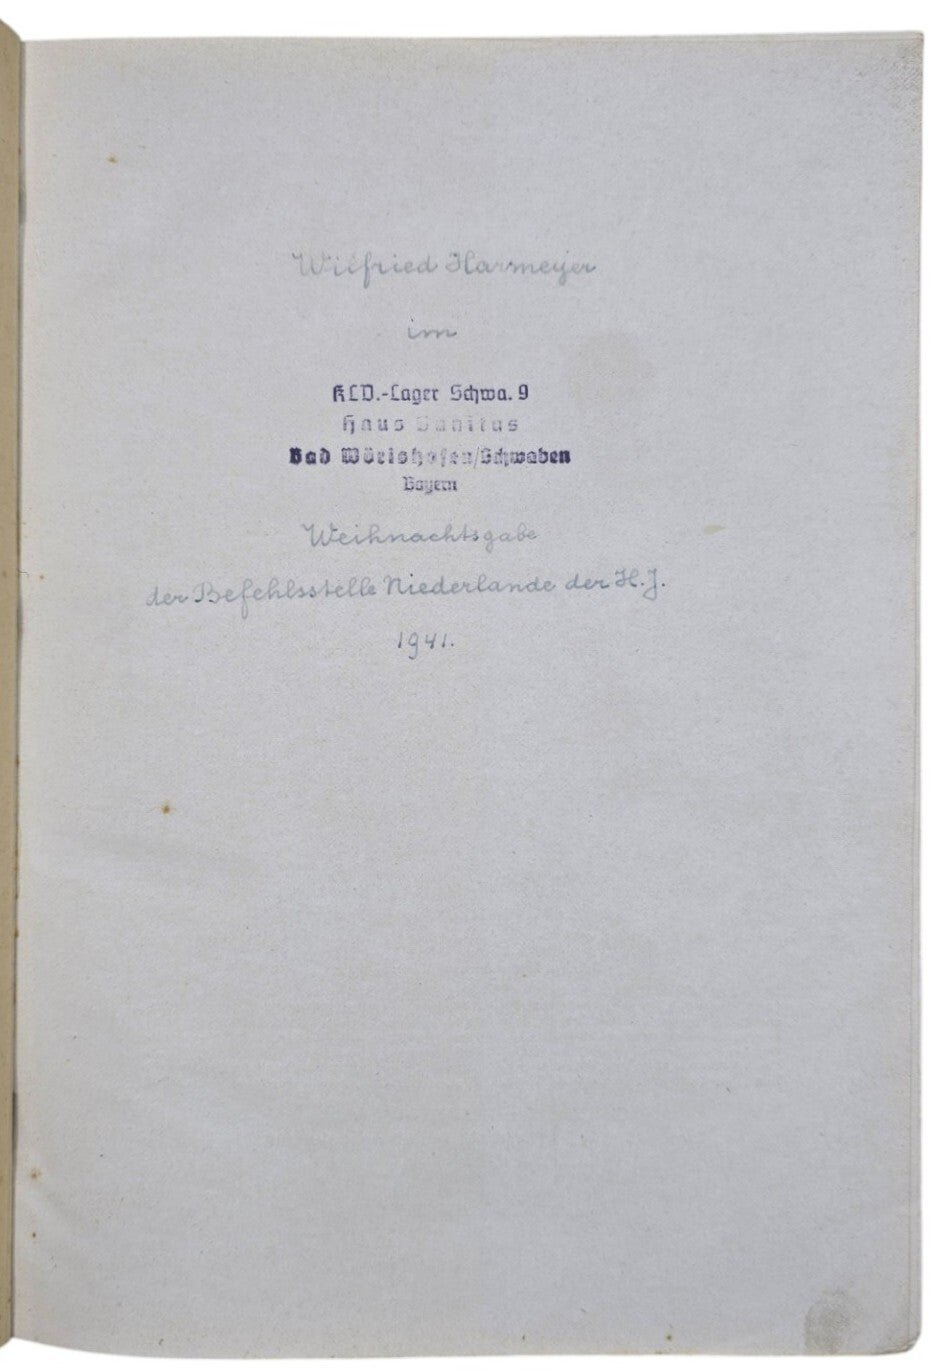 Wilfried Harmeyer
im
KLV.-Lager Schwa. 9
Haus Sanitas
Bad Wörishofen/Schwaben
Bayern
Weihnachtsgabe
der Befehlsstelle Niederlande der H.J.
1941.